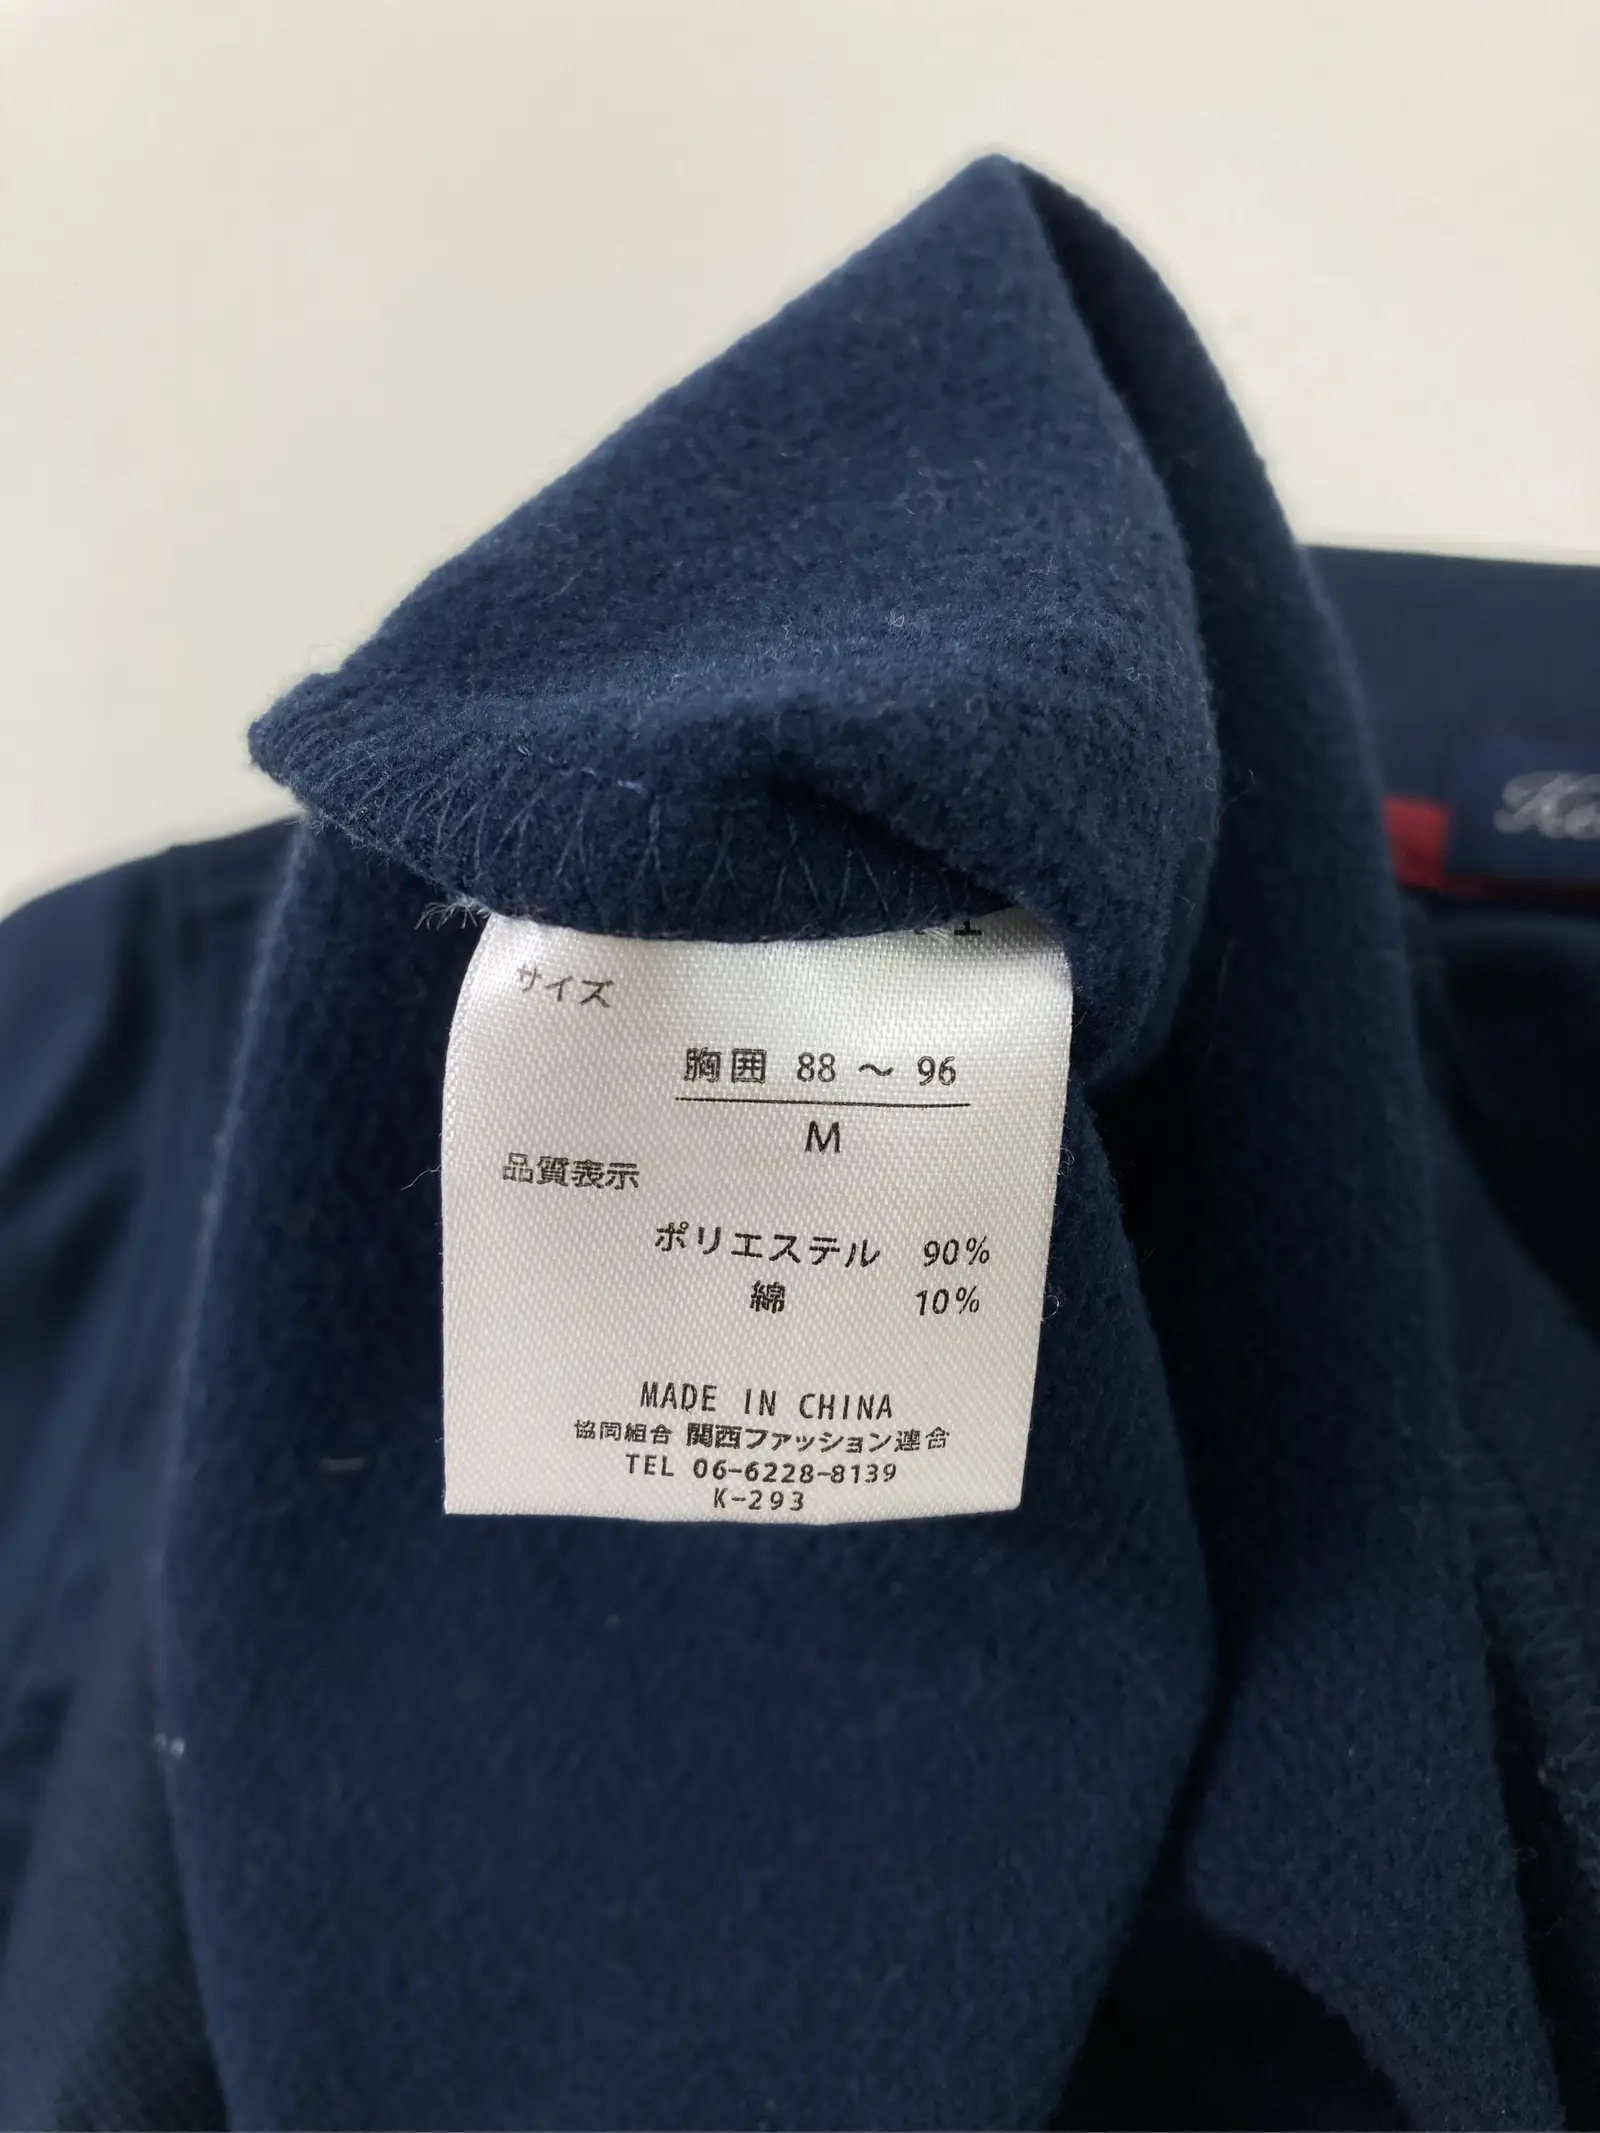 サイズ
胸囲 88 ～ 96
M
品質表示
ポリエステル 90%
綿 10%
MADE IN CHINA
協同組合 関西ファッション連合
TEL 06-6228-8139
K-293